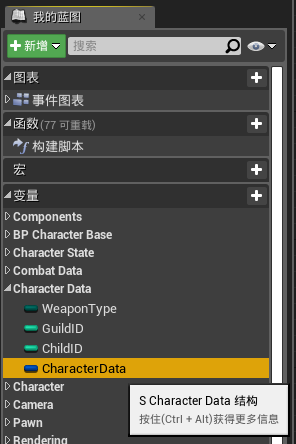 我的蓝图
+新增 搜索
图表
事件图表
函数(77 可重载)
构建脚本
宏
变量
Components
BP Character Base
Character State
Combat Data
Character Data
WeaponType
GuildID
ChildID
CharacterData
Character
S Character Data 结构
Camera
按住(Ctrl + Alt)获得更多信息
Pawn
Rendering